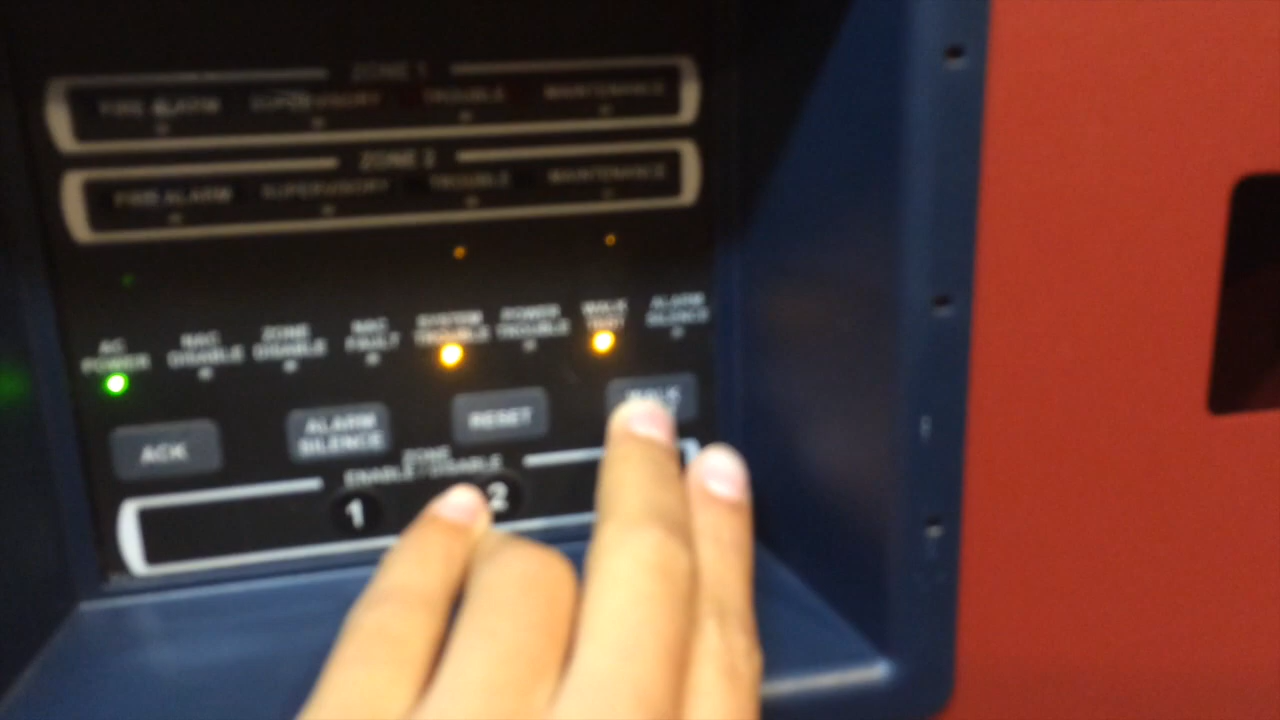 ZONE 1
FIRE ALARM SUPERVISORY TROUBLE MAINTENANCE
ZONE 2
FIRE ALARM SUPERVISORY TROUBLE MAINTENANCE
AC POWER
NAC DISABLE
ZONE DISABLE
NAC FAULT
SYSTEM TROUBLE
POWER TROUBLE
WALK TEST
ALARM SILENCE
ACK
ALARM SILENCE
RESET
WALK
ZONE
ENABLE/DISABLE
1 2